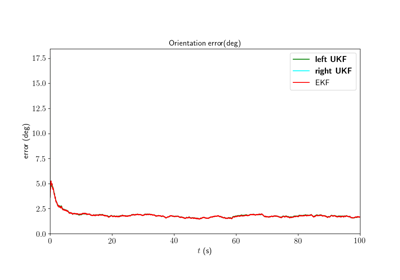 Orientation error(deg)
17.5
15.0
12.5
10.0
7.5
5.0
2.5
0.0
error (deg)
left UKF
right UKF
EKF
0 20 40 60 80 100
t (s)